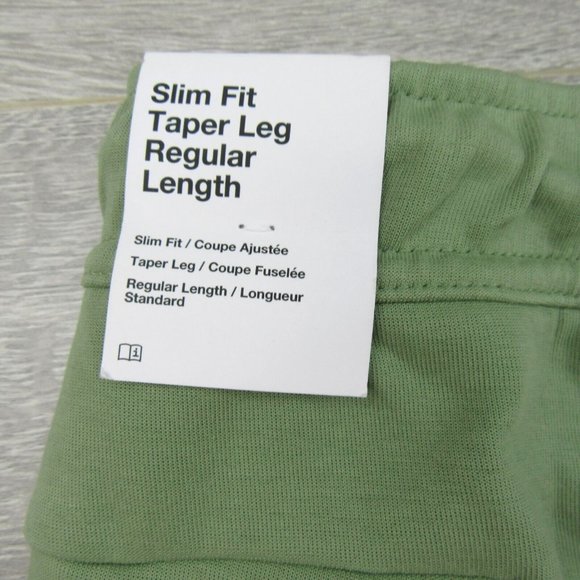 Slim Fit
Taper Leg
Regular
Length
Slim Fit / Coupe Ajustée
Taper Leg / Coupe Fuselée
Regular Length / Longueur
Standard